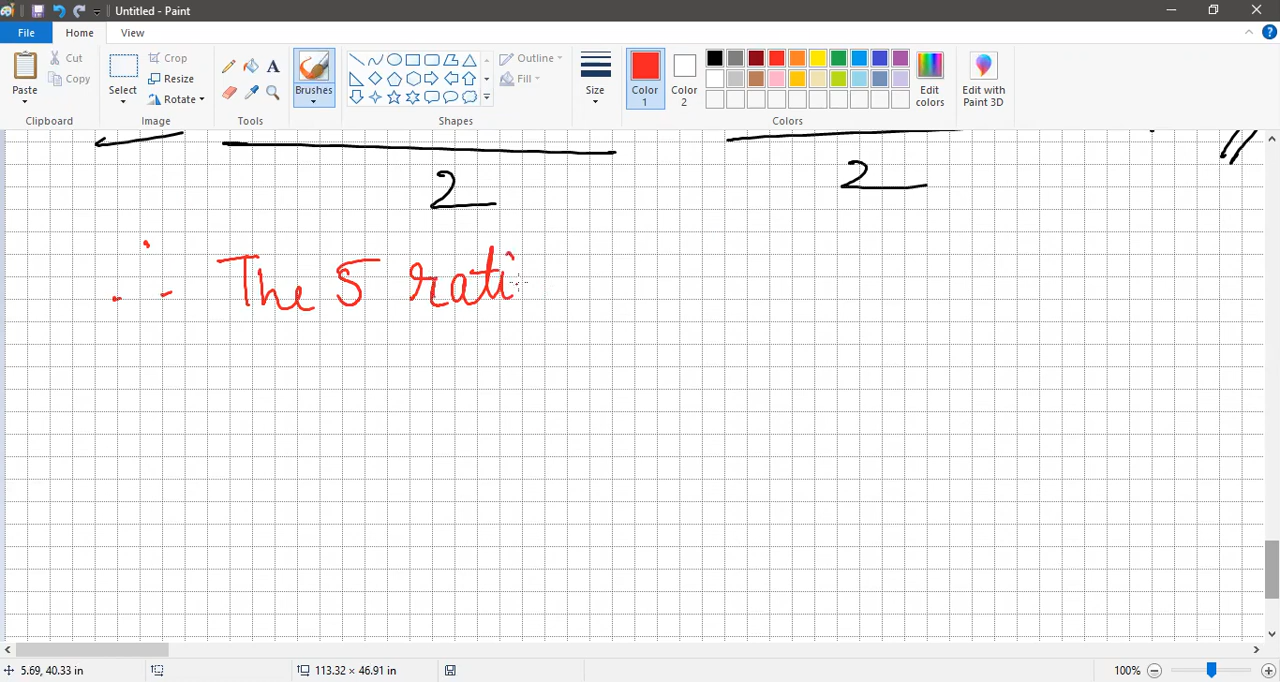 Untitled - Paint
File Home View
Paste Cut Copy Select Crop Resize Rotate A Brushes Outline Fill Size Color 1 Color 2 Edit colors Edit with Paint 3D
Clipboard Image Tools Shapes Colors
2 2
∴ The 5 rati
5.69, 40.33 in 113.32 × 46.91 in 100%